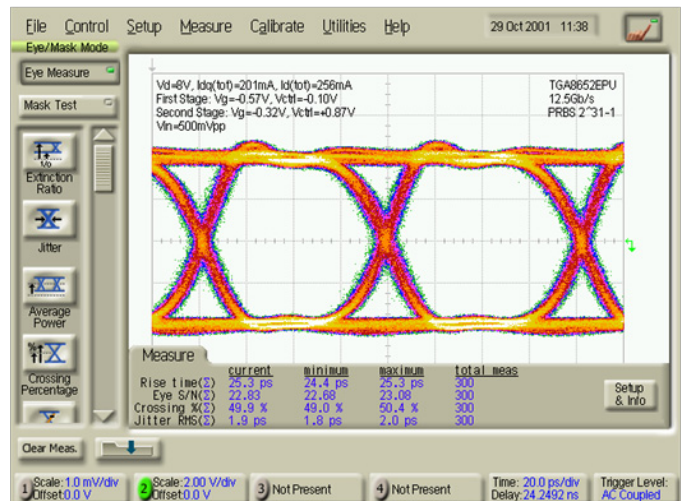 File Control Setup Measure Calibrate Utilities Help 29 Oct 2001 11:38
Eye/Mask Mode
Eye Measure
Mask Test
Extinction
Ratio
Jitter
Average
Power
Crossing
Percentage
Vd=8V, Idq(tot)=201mA, Id(tot)=256mA
First Stage: Vg=-0.57V, Vctrl=-0.10V
Second Stage: Vg=-0.32V, Vctrl=+0.87V
Vin=500mVpp
TGA8652EPU
12.5Gb/s
PRBS 2^31-1
Measure
current minimum maximum total meas
Rise time(Σ) 25.3 ps 24.4 ps 25.3 ps 300
Eye S/N(Σ) 22.83 22.68 23.08 300
Crossing %(Σ) 49.9 % 49.0 % 50.4 % 300
Jitter RMS(Σ) 1.9 ps 1.8 ps 2.0 ps 300
Setup
& Info
Clear Meas.
1 Scale: 1.0 mV/div
Offset:0.0 V
2 Scale: 2.00 V/div
Offset:0.0 V
3 Not Present
4 Not Present
Time: 20.0 ps/div
Delay:24.2492 ns
Trigger Level:
AC Coupled